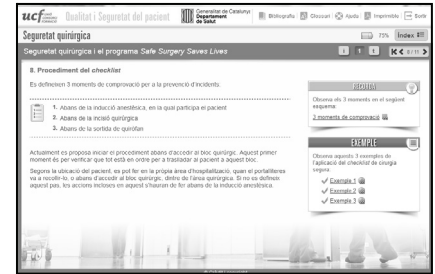 ucf Qualitat i Seguretat del pacient
Generalitat de Catalunya
Departament
de Salut
Bibliografia Glossari Ajuda Imprimible Sortir
Seguretat quirúrgica 75% Índex
Seguretat quirúrgica i el programa Safe Surgery Saves Lives
8 / 11
8. Procediment del checklist
Es defineixen 3 moments de comprovació per a la prevenció d'incidents.
1. Abans de la inducció anestèsica, en la qual participa el pacient
2. Abans de la incisió quirúrgica
3. Abans de la sortida de quiròfan
Actualment es proposa iniciar el procediment abans d'accedir al bloc quirúrgic. Aquest primer
moment és per verificar que tot està en ordre per a traslladar al pacient a aquest bloc.
Segons la ubicació del pacient, es pot fer en la pròpia àrea d'hospitalització, quan el portalliteres
va a recollir-lo, o abans d'accedir al bloc quirúrgic, dintre de l'àrea quirúrgica. Si no es defineix
aquest pas, les accions incloses en aquest s'hauran de fer abans de la inducció anestèsica.
RECORDA
Observa els 3 moments en el següent
esquema:
3 moments de comprovació
EXEMPLE
Observa aquests 3 exemples de
l'aplicació del checklist de cirurgia
segura:
Exemple 1
Exemple 2
Exemple 3